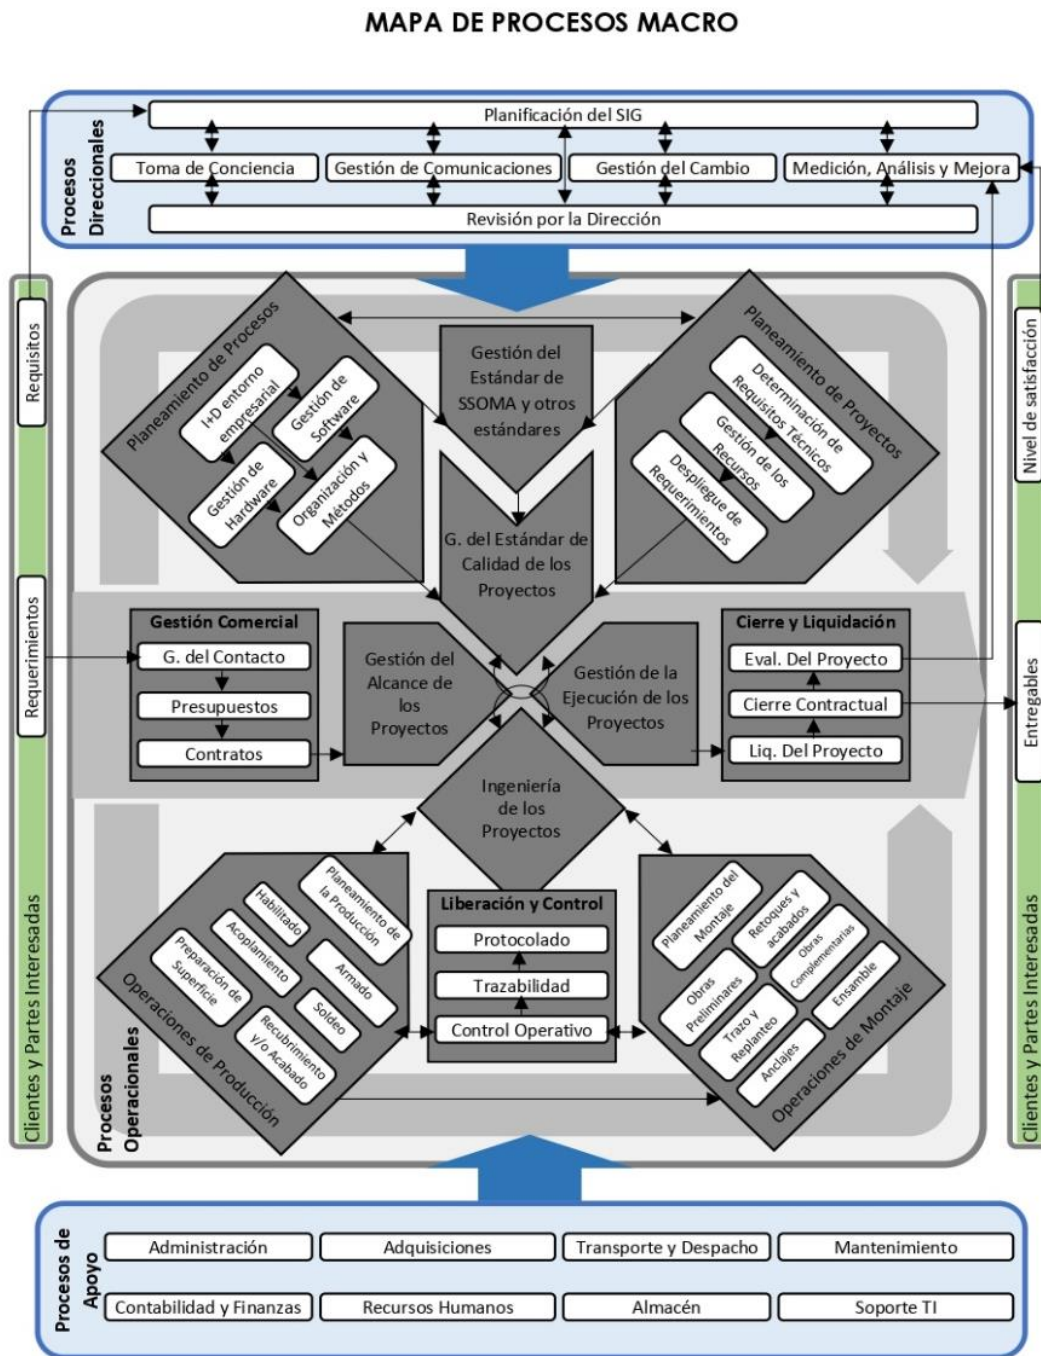 MAPA DE PROCESOS MACRO
Procesos
Direccionales
Planificación del SIG
Toma de Conciencia
Gestión de Comunicaciones
Gestión del Cambio
Medición, Análisis y Mejora
Revisión por la Dirección
Clientes y Partes Interesadas
Requisitos
Requerimientos
Procesos
Operacionales
Planeamiento de Procesos
I+D entorno
empresarial
Gestión de
Software
Gestión de
Hardware
Organización y
Métodos
Gestión del
Estándar de
SSOMA y otros
estándares
Planeamiento de Proyectos
Determinación de
Requisitos Técnicos
Gestión de los
Recursos
Despliegue de
Requerimientos
G. del Estándar de
Calidad de los
Proyectos
Gestión Comercial
G. del Contacto
Presupuestos
Contratos
Gestión del
Alcance de
los
Proyectos
Gestión de la
Ejecución de los
Proyectos
Cierre y Liquidación
Eval. Del Proyecto
Cierre Contractual
Liq. Del Proyecto
Ingeniería
de los
Proyectos
Operaciones de Producción
Planeamiento de
la Producción
Habilitado
Armado
Acoplamiento
Soldeo
Preparación de
Superficie
Recubrimiento
y/o Acabado
Liberación y Control
Protocolado
Trazabilidad
Control Operativo
Operaciones de Montaje
Planeamiento del
Montaje
Retoques y
acabados
Obras
Preliminares
Obras
Complementarias
Trazo y
Replanteo
Ensamble
Anclajes
Nivel de satisfacción
Entregables
Clientes y Partes Interesadas
Procesos de
Apoyo
Administración
Adquisiciones
Transporte y Despacho
Mantenimiento
Contabilidad y Finanzas
Recursos Humanos
Almacén
Soporte TI